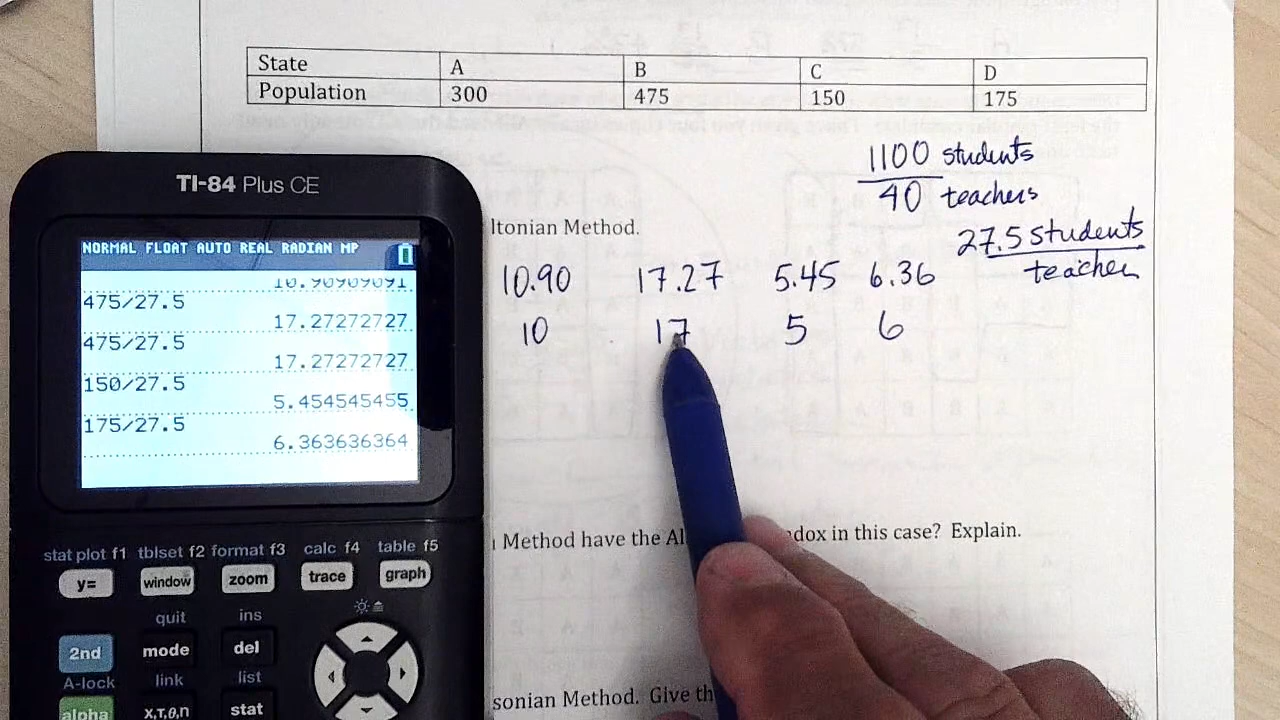 State A B C D
Population 300 475 150 175
1100 students
40 teachers
27.5 students
teacher
ltonian Method.
10.90 17.27 5.45 6.36
10 17 5 6
Method have the Al dox in this case? Explain.
sonian Method. Give th
TI-84 Plus CE
NORMAL FLOAT AUTO REAL RADIAN MP
10.90909091
475/27.5
17.27272727
475/27.5
17.27272727
150/27.5
5.454545455
175/27.5
6.363636364
stat plot f1 tblset f2 format f3 calc f4 table f5
y= window zoom trace graph
quit ins
2nd mode del
A-lock link list
alpha X,T,θ,n stat